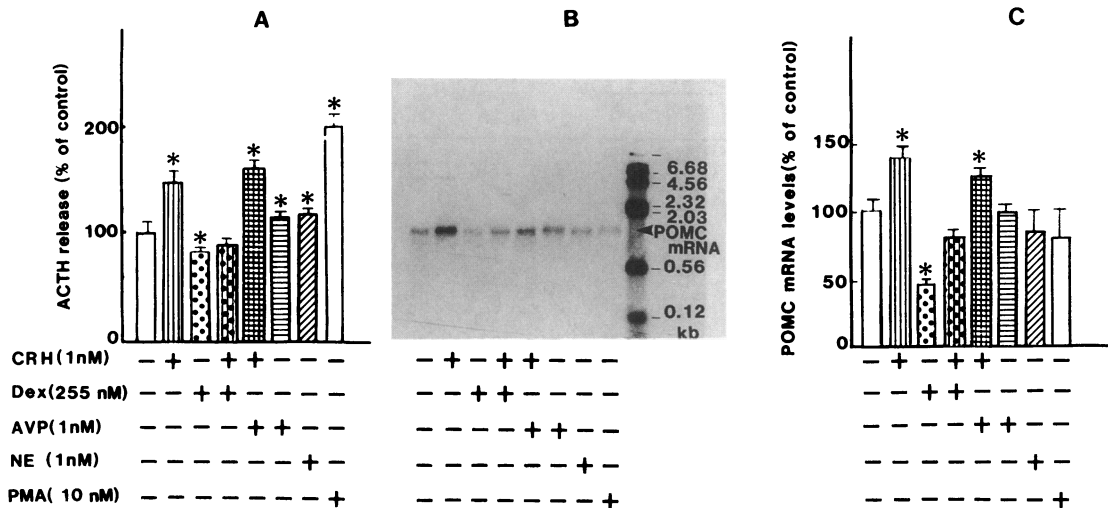 A
B
C
ACTH release (% of control)
200
100
0
* * * * * *
6.68
4.56
2.32
2.03
POMC
mRNA
0.56
0.12
kb
POMC mRNA levels(% of control)
150
100
50
0
* * *
CRH(1nM) − + − + + − − − − + − + + − − − − + − + + − − −
Dex(255 nM) − − + + − − − − − − + + − − − − − − + + − − − −
AVP(1nM) − − − − + + − − − − − − + + − − − − − − + + − −
NE (1nM) − − − − − − + − − − − − − − + − − − − − − − + −
PMA( 10 nM) − − − − − − − + − − − − − − − + − − − − − − − +